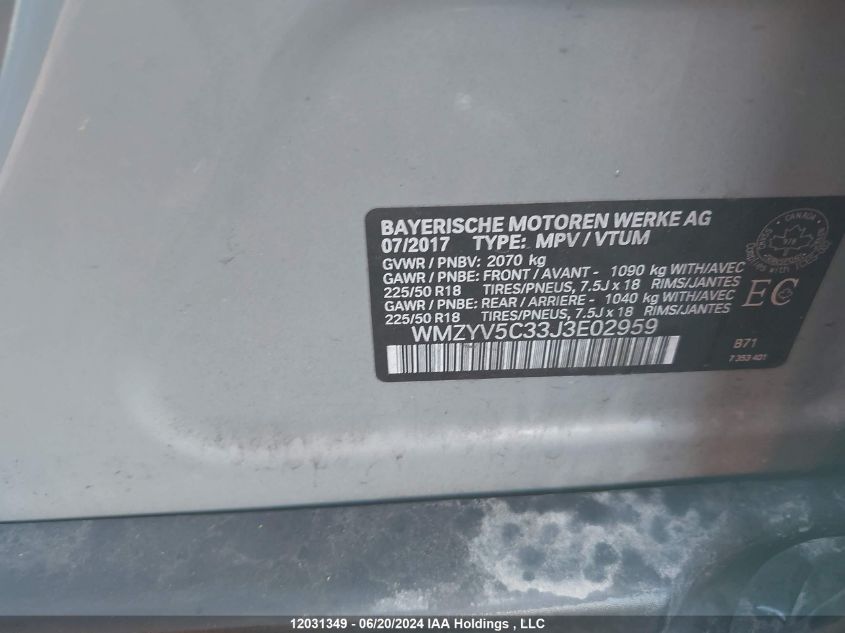 BAYERISCHE MOTOREN WERKE AG
07/2017 TYPE: MPV / VTUM
GVWR / PNBV: 2070 kg
GAWR / PNBE: FRONT / AVANT - 1090 kg WITH/AVEC
225/50 R18 TIRES/PNEUS, 7.5J x 18 RIMS/JANTES
GAWR / PNBE: REAR / ARRIÈRE - 1040 kg WITH/AVEC
225/50 R18 TIRES/PNEUS, 7.5J x 18 RIMS/JANTES
WMZYV5C33J3E02959
CANADA
EC
B71
7 353 401
12031349 - 06/20/2024 IAA Holdings , LLC